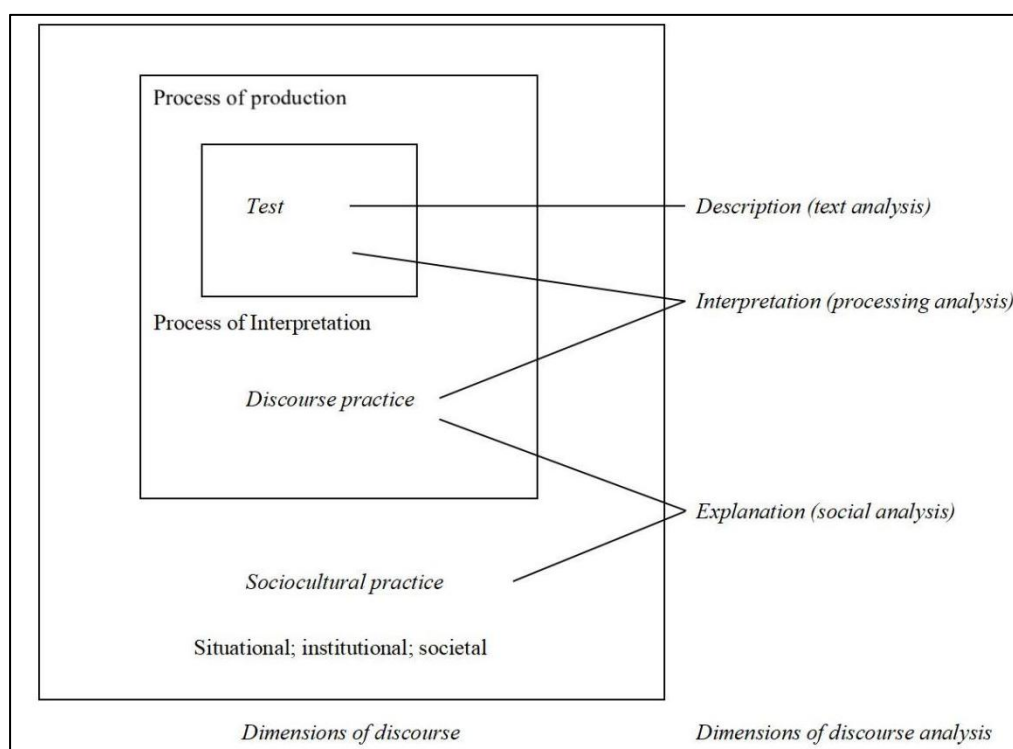 Process of production
Test
Description (text analysis)
Interpretation (processing analysis)
Process of Interpretation
Discourse practice
Explanation (social analysis)
Sociocultural practice
Situational; institutional; societal
Dimensions of discourse
Dimensions of discourse analysis